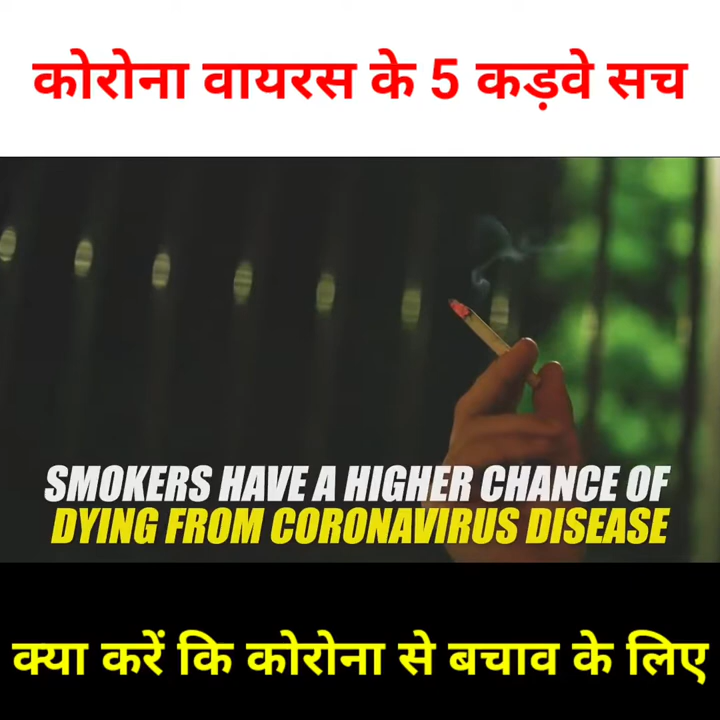 कोरोना वायरस के 5 कड़वे सच
SMOKERS HAVE A HIGHER CHANCE OF
DYING FROM CORONAVIRUS DISEASE
क्या करें कि कोरोना से बचाव के लिए